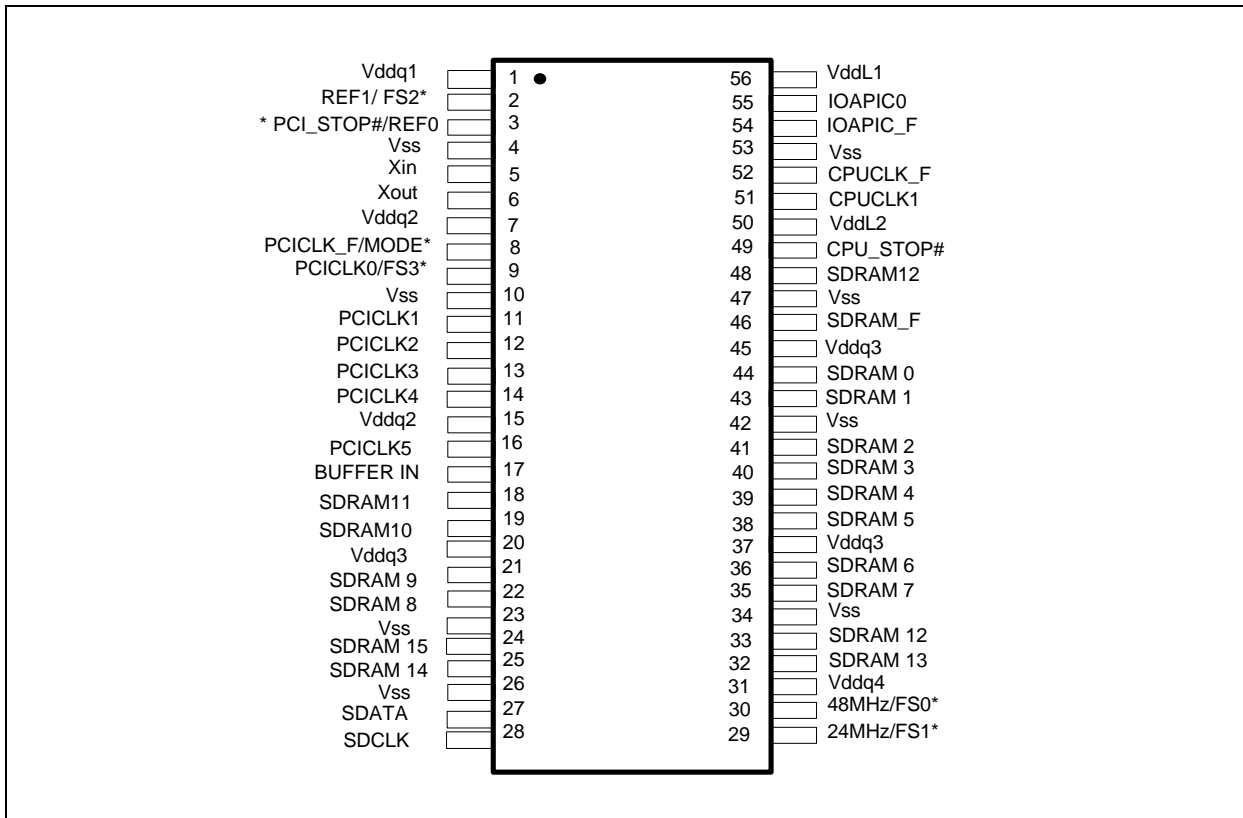 Vddq1 1 56 VddL1
REF1/ FS2* 2 55 IOAPIC0
* PCI_STOP#/REF0 3 54 IOAPIC_F
Vss 4 53 Vss
Xin 5 52 CPUCLK_F
Xout 6 51 CPUCLK1
Vddq2 7 50 VddL2
PCICLK_F/MODE* 8 49 CPU_STOP#
PCICLK0/FS3* 9 48 SDRAM12
Vss 10 47 Vss
PCICLK1 11 46 SDRAM_F
PCICLK2 12 45 Vddq3
PCICLK3 13 44 SDRAM 0
PCICLK4 14 43 SDRAM 1
Vddq2 15 42 Vss
PCICLK5 16 41 SDRAM 2
BUFFER IN 17 40 SDRAM 3
SDRAM11 18 39 SDRAM 4
SDRAM10 19 38 SDRAM 5
Vddq3 20 37 Vddq3
SDRAM 9 21 36 SDRAM 6
SDRAM 8 22 35 SDRAM 7
Vss 23 34 Vss
SDRAM 15 24 33 SDRAM 12
SDRAM 14 25 32 SDRAM 13
Vss 26 31 Vddq4
SDATA 27 30 48MHz/FS0*
SDCLK 28 29 24MHz/FS1*